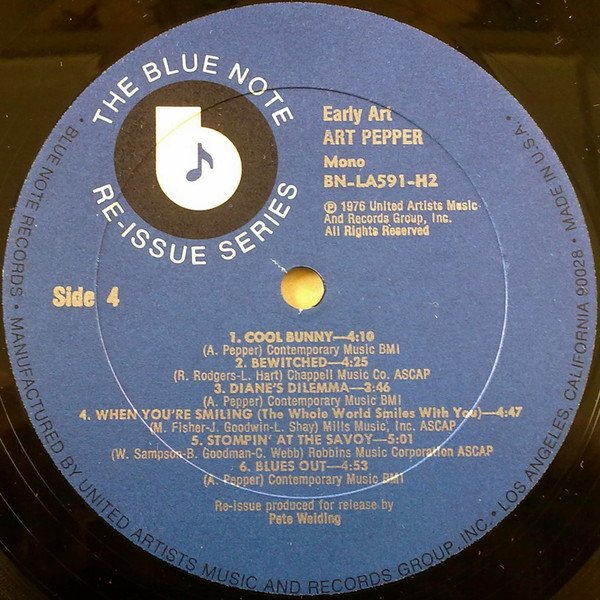 THE BLUE NOTE
RE-ISSUE SERIES
b
Early Art
ART PEPPER
Mono
BN-LA591-H2
Ⓟ 1976 United Artists Music
And Records Group, Inc.
All Rights Reserved
Side 4
1. COOL BUNNY—4:10
(A. Pepper) Contemporary Music BMI
2. BEWITCHED—4:25
(R. Rodgers-L. Hart) Chappell Music Co. ASCAP
3. DIANE'S DILEMMA—3:46
(A. Pepper) Contemporary Music BMI
4. WHEN YOU'RE SMILING (The Whole World Smiles With You)—4:47
(M. Fisher-J. Goodwin-L. Shay) Mills Music, Inc. ASCAP
5. STOMPIN' AT THE SAVOY—5:01
(W. Sampson-B. Goodman-C. Webb) Robbins Music Corporation ASCAP
6. BLUES OUT—4:53
(A. Pepper) Contemporary Music BMI
Re-issue produced for release by
Pete Welding
• BLUE NOTE RECORDS • MANUFACTURED BY UNITED ARTISTS MUSIC AND RECORDS GROUP, INC. • LOS ANGELES, CALIFORNIA 90028 • MADE IN U.S.A. •